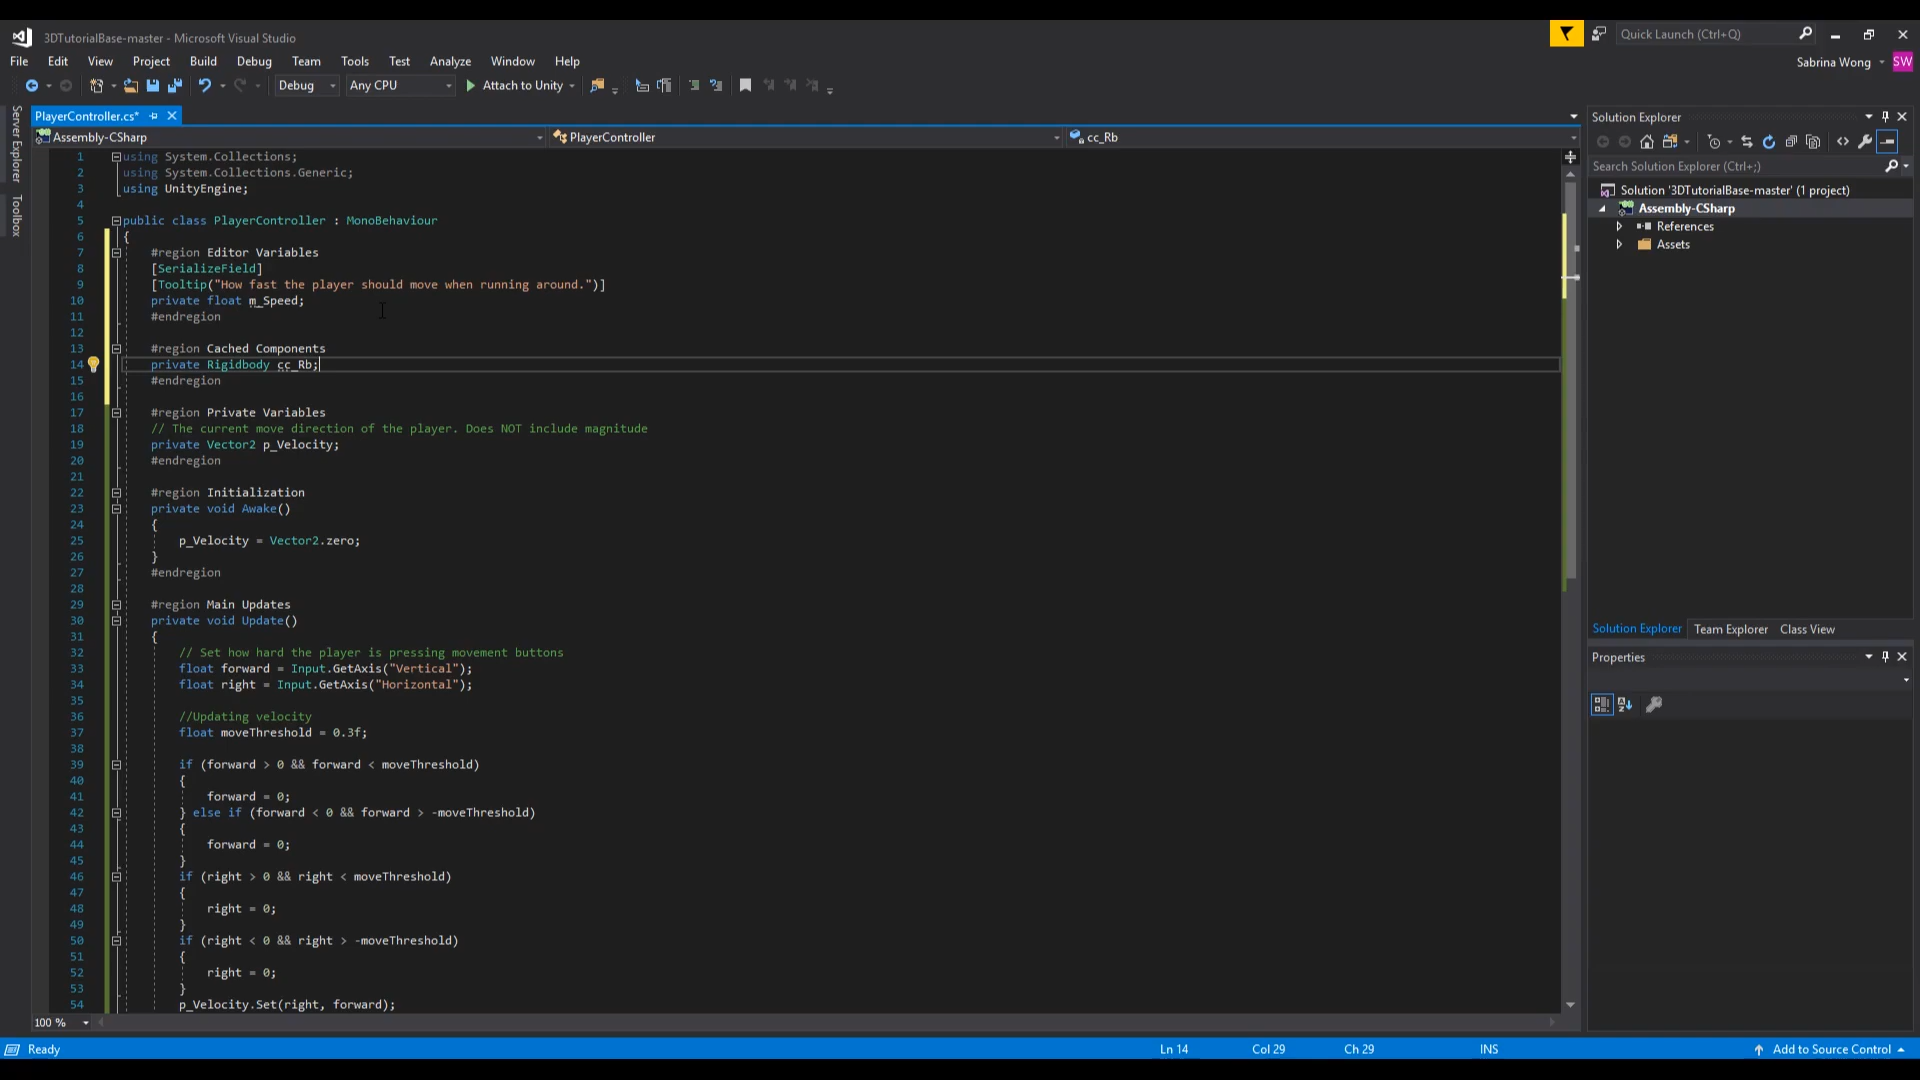 3DTutorialBase-master - Microsoft Visual Studio
Quick Launch (Ctrl+Q)
File Edit View Project Build Debug Team Tools Test Analyze Window Help
Sabrina Wong SW
Debug Any CPU Attach to Unity
Server Explorer
Toolbox
PlayerController.cs*
Assembly-CSharp PlayerController cc_Rb
1 using System.Collections;
2 using System.Collections.Generic;
3 using UnityEngine;
4
5 public class PlayerController : MonoBehaviour
6 {
7 #region Editor Variables
8 [SerializeField]
9 [Tooltip("How fast the player should move when running around.")]
10 private float m_Speed;
11 #endregion
12
13 #region Cached Components
14 private Rigidbody cc_Rb;
15 #endregion
16
17 #region Private Variables
18 // The current move direction of the player. Does NOT include magnitude
19 private Vector2 p_Velocity;
20 #endregion
21
22 #region Initialization
23 private void Awake()
24 {
25 p_Velocity = Vector2.zero;
26 }
27 #endregion
28
29 #region Main Updates
30 private void Update()
31 {
32 // Set how hard the player is pressing movement buttons
33 float forward = Input.GetAxis("Vertical");
34 float right = Input.GetAxis("Horizontal");
35
36 //Updating velocity
37 float moveThreshold = 0.3f;
38
39 if (forward > 0 && forward < moveThreshold)
40 {
41 forward = 0;
42 } else if (forward < 0 && forward > -moveThreshold)
43 {
44 forward = 0;
45 }
46 if (right > 0 && right < moveThreshold)
47 {
48 right = 0;
49 }
50 if (right < 0 && right > -moveThreshold)
51 {
52 right = 0;
53 }
54 p_Velocity.Set(right, forward);
100 %
Solution Explorer
Search Solution Explorer (Ctrl+;)
Solution '3DTutorialBase-master' (1 project)
Assembly-CSharp
References
Assets
Solution Explorer Team Explorer Class View
Properties
Ready Ln 14 Col 29 Ch 29 INS Add to Source Control